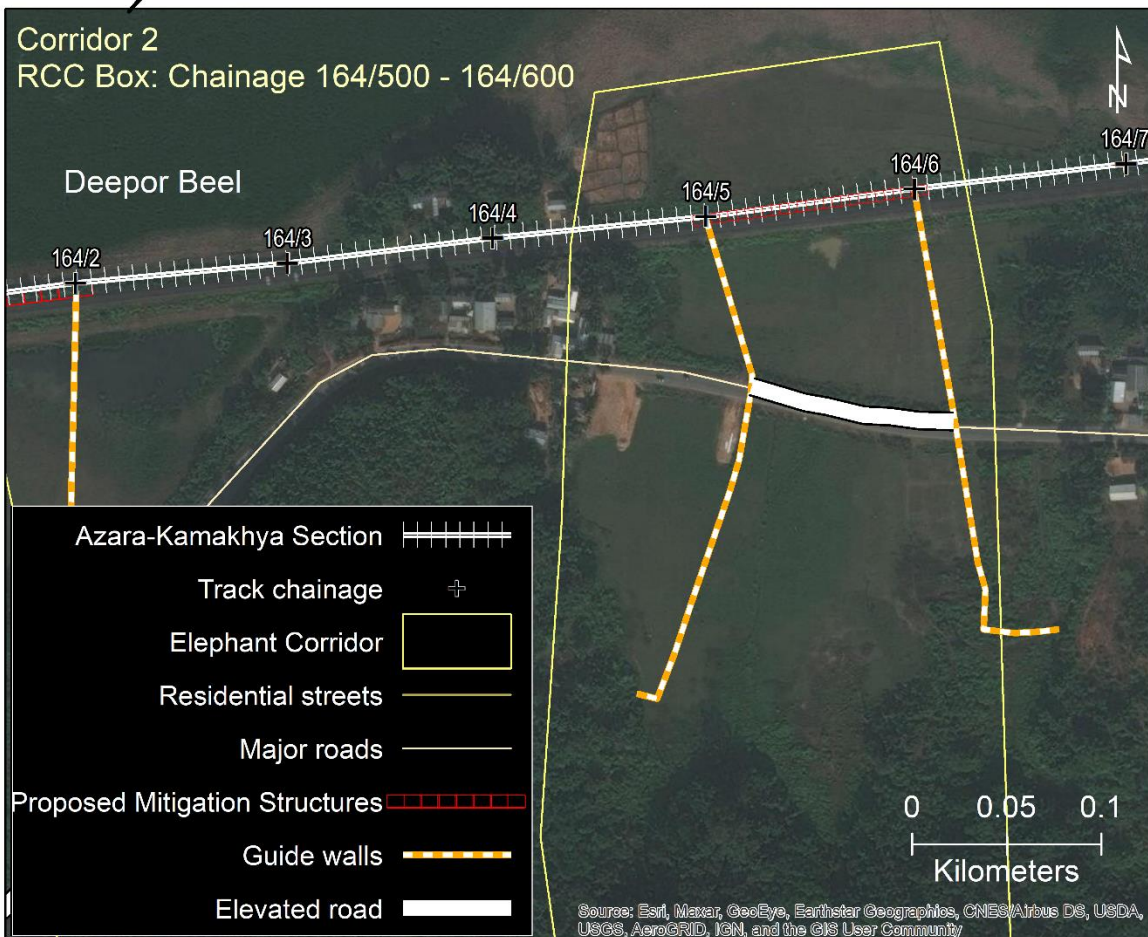 Corridor 2
RCC Box: Chainage 164/500 - 164/600
N
Deepor Beel
164/2
164/3
164/4
164/5
164/6
164/7
Azara-Kamakhya Section
Track chainage
Elephant Corridor
Residential streets
Major roads
Proposed Mitigation Structures
Guide walls
Elevated road
0 0.05 0.1
Kilometers
Source: Esri, Maxar, GeoEye, Earthstar Geographics, CNES/Airbus DS, USDA,
USGS, AeroGRID, IGN, and the GIS User Community